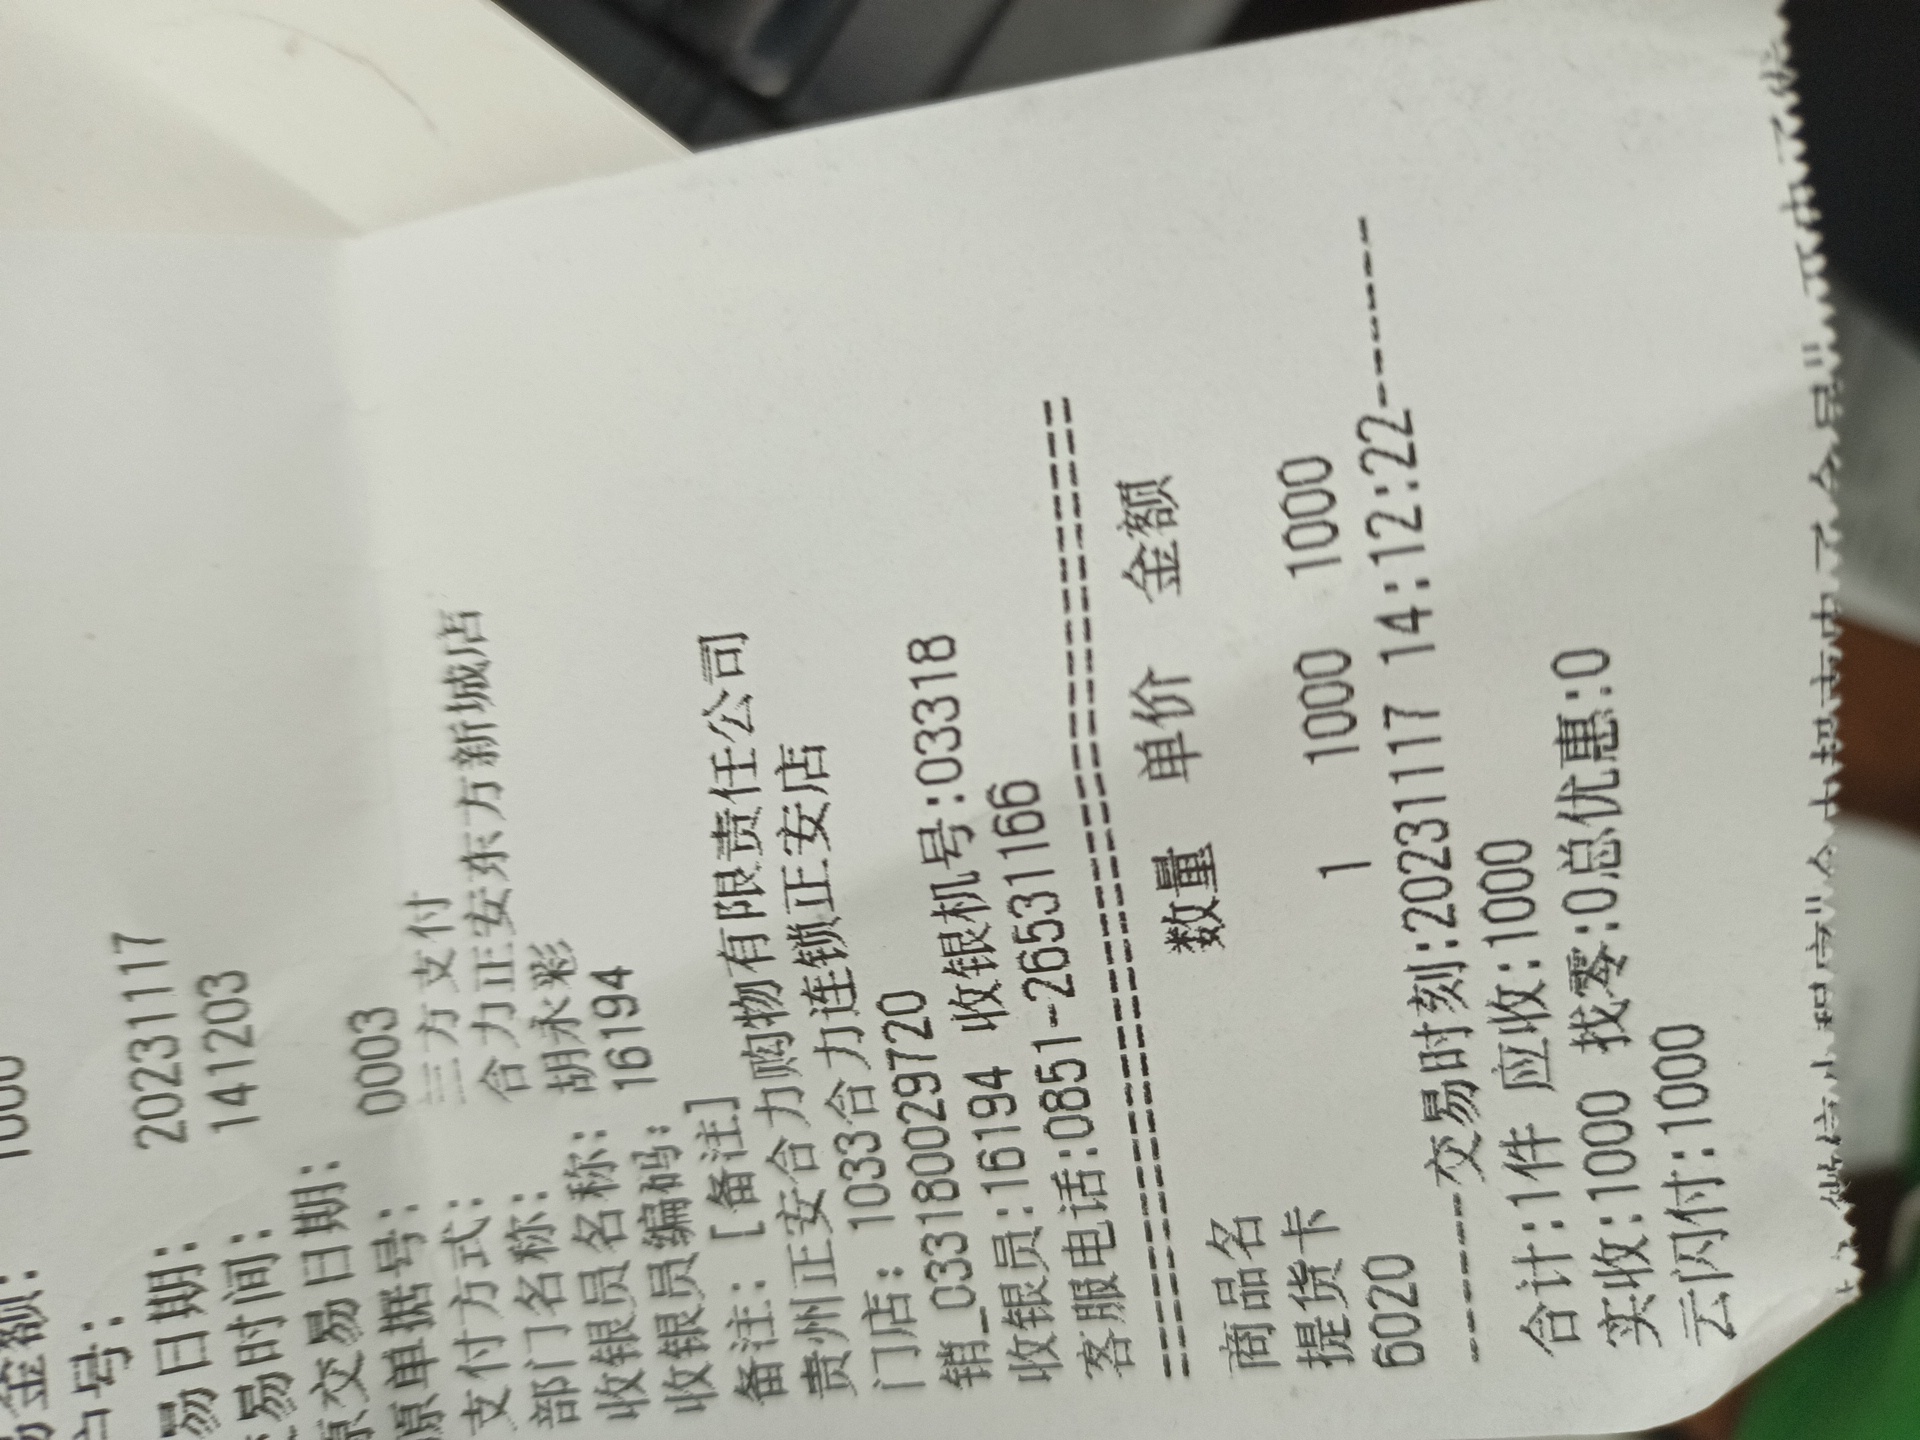 金额: 1000
户号:
易日期: 20231117
易时间: 141203
原交易日期:
原单据号: 0003
支付方式: 三方支付
部门名称: 合力正安东方新城店
收银员名称: 胡永彩
收银员编码: 16194
备注: [备注]
贵州正安合力购物有限责任公司
门店: 1033合力连锁正安店
销_033180029720
收银员:16194 收银机号:033318
客服电话:0851-26531166
================================
商品名 数量 单价 金额
提货卡
6020 1 1000 1000
--------交易时刻:20231117 14:12:22--------
合计:1件 应收:1000
实收:1000 找零:0总优惠:0
云闪付:1000